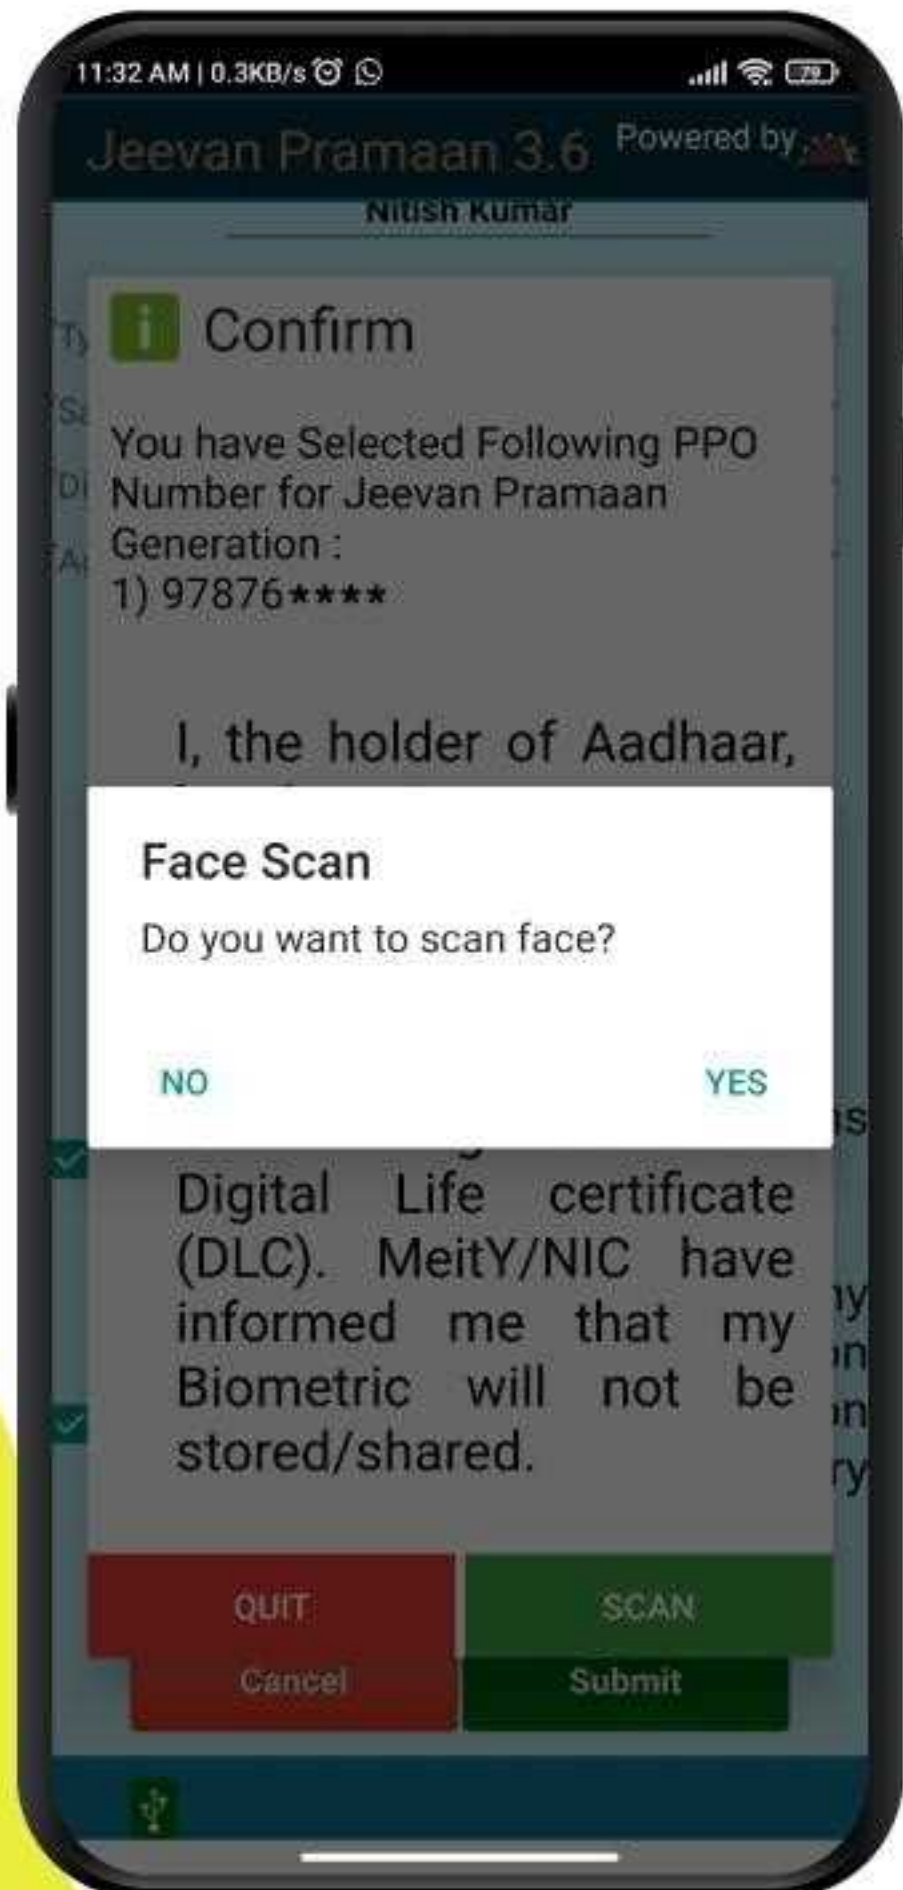 11:32 AM | 0.3KB/s
79
Jeevan Pramaan 3.6 Powered by
Nitish Kumar
Confirm
You have Selected Following PPO
Number for Jeevan Pramaan
Generation :
1) 97876****
I, the holder of Aadhaar,
Face Scan
Do you want to scan face?
NO YES
Digital Life certificate
(DLC). MeitY/NIC have
informed me that my
Biometric will not be
stored/shared.
QUIT SCAN
Cancel Submit